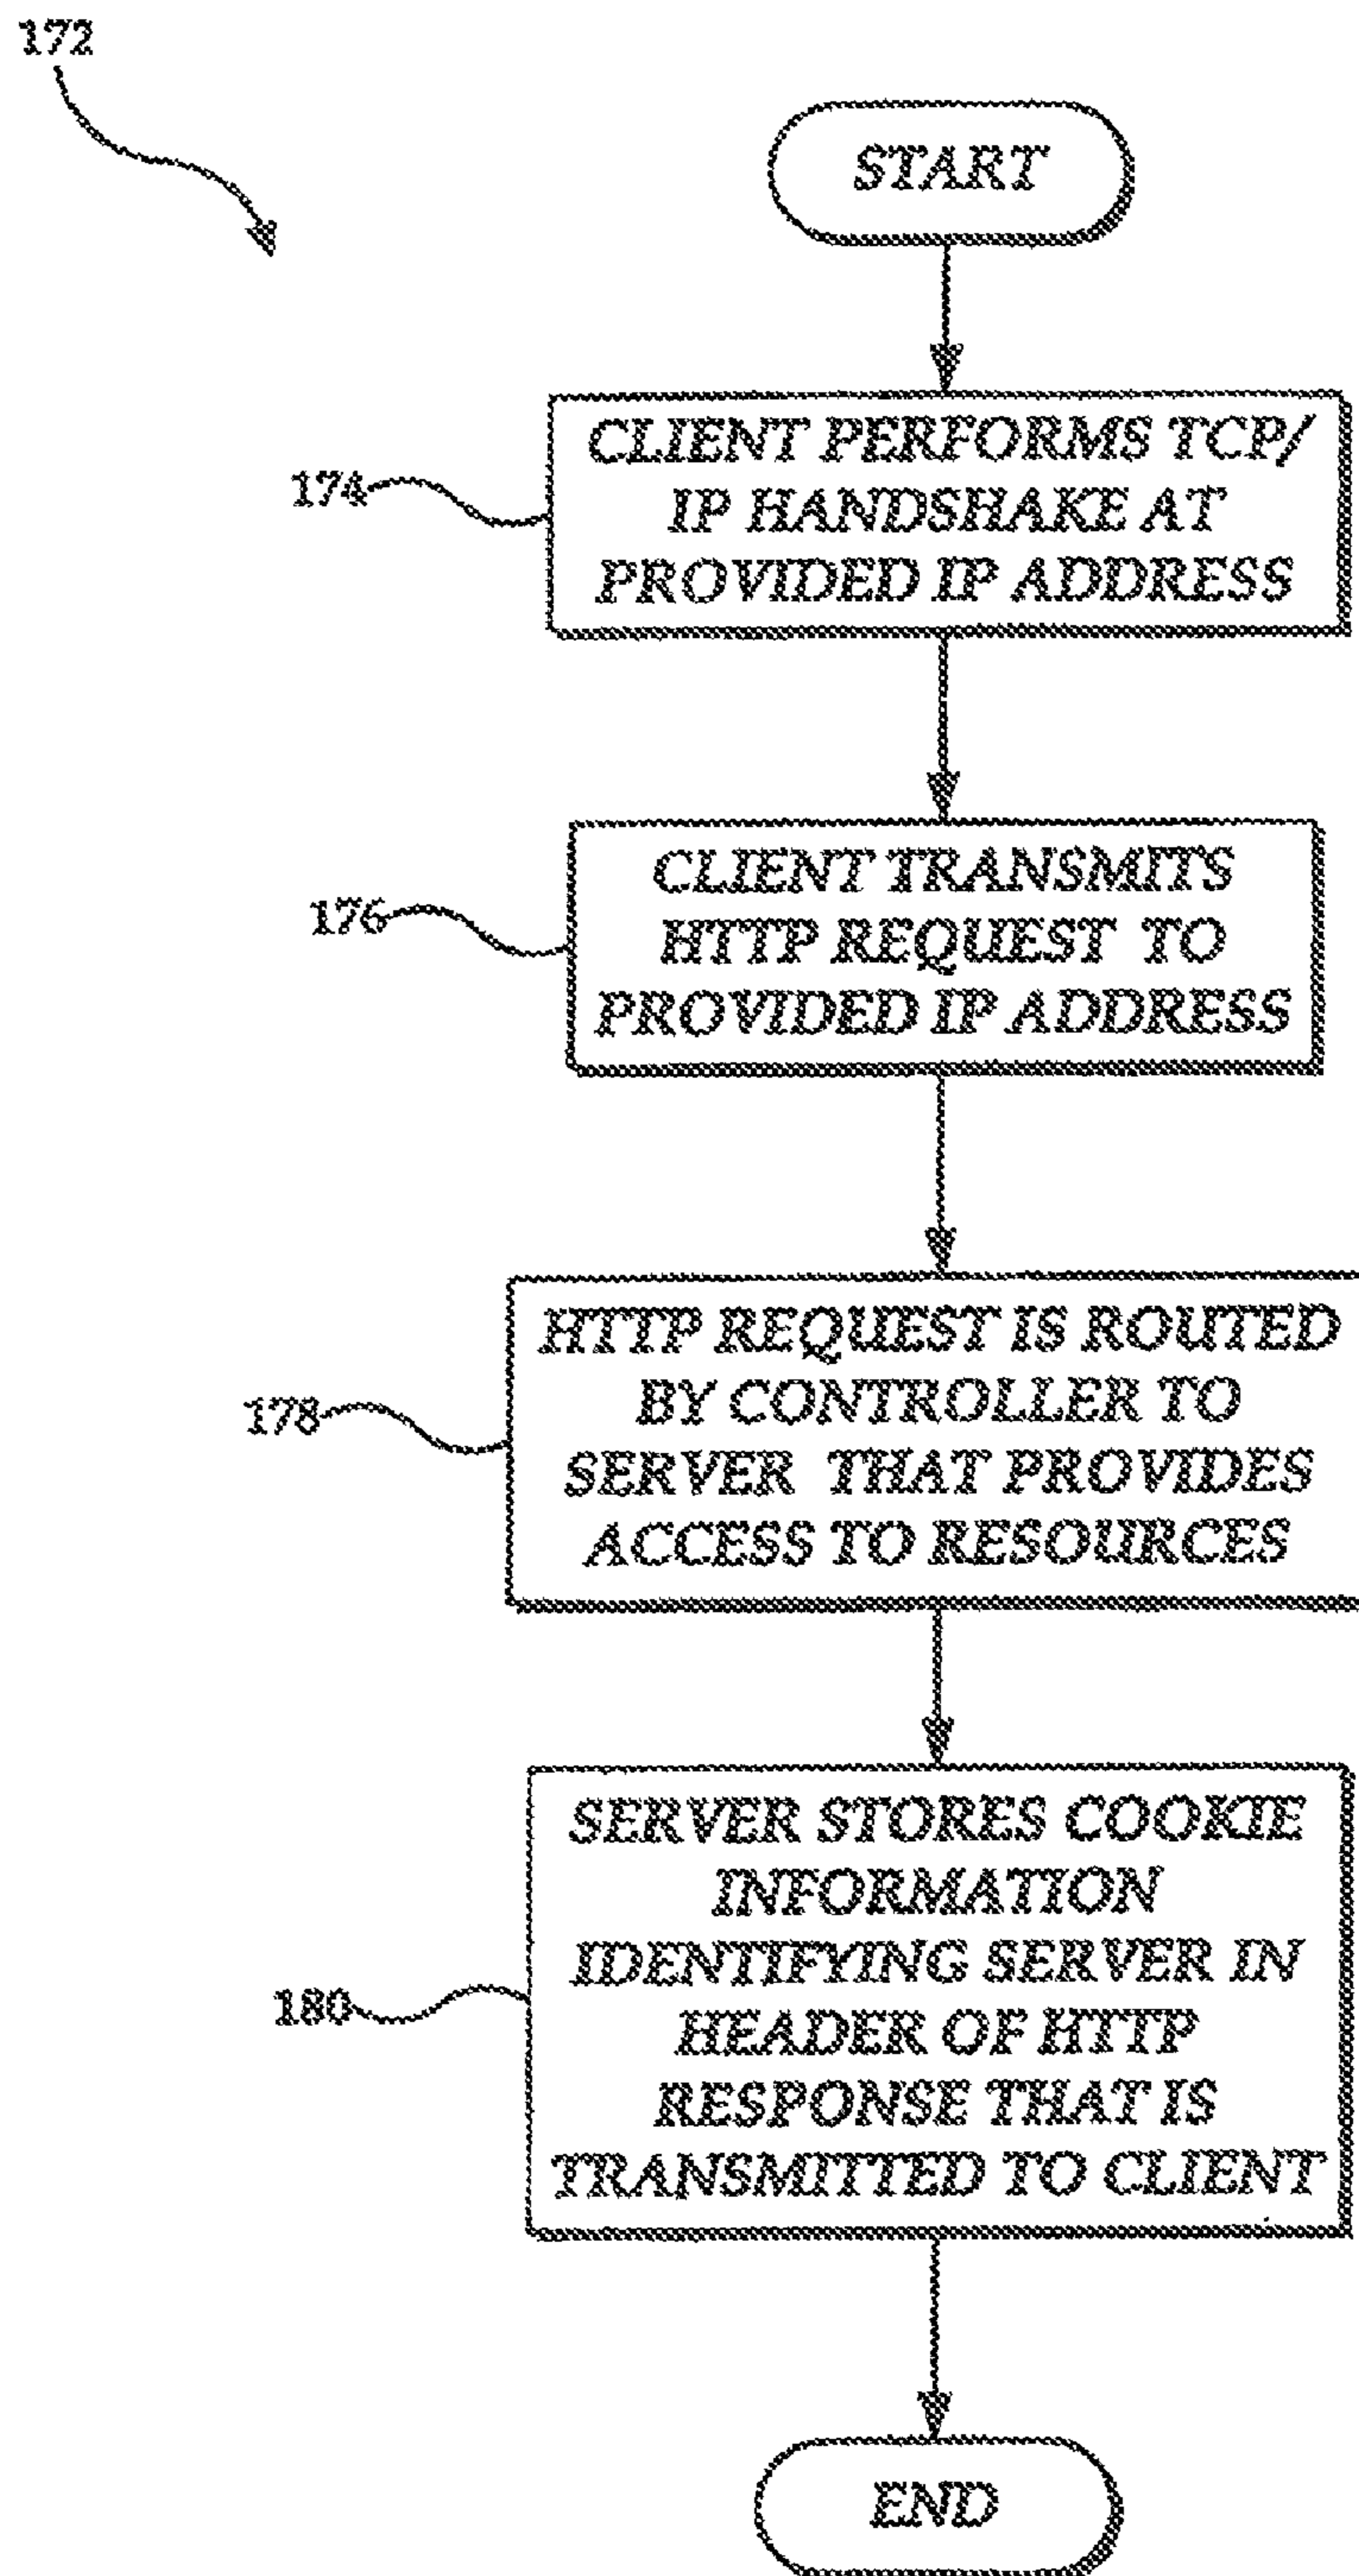 172
START
174
CLIENT PERFORMS TCP/
IP HANDSHAKE AT
PROVIDED IP ADDRESS
176
CLIENT TRANSMITS
HTTP REQUEST TO
PROVIDED IP ADDRESS
178
HTTP REQUEST IS ROUTED
BY CONTROLLER TO
SERVER THAT PROVIDES
ACCESS TO RESOURCES
180
SERVER STORES COOKIE
INFORMATION
IDENTIFYING SERVER IN
HEADER OF HTTP
RESPONSE THAT IS
TRANSMITTED TO CLIENT
END